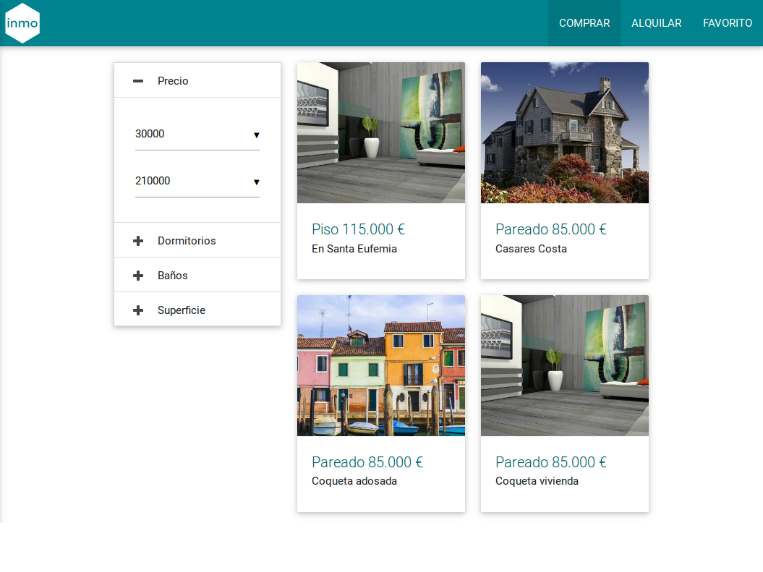 inmo
COMPRAR
ALQUILAR
FAVORITO
Precio
30000
210000
Dormitorios
Baños
Superficie
Piso 115.000 €
En Santa Eufemia
Pareado 85.000 €
Casares Costa
Pareado 85.000 €
Coqueta adosada
Pareado 85.000 €
Coqueta vivienda